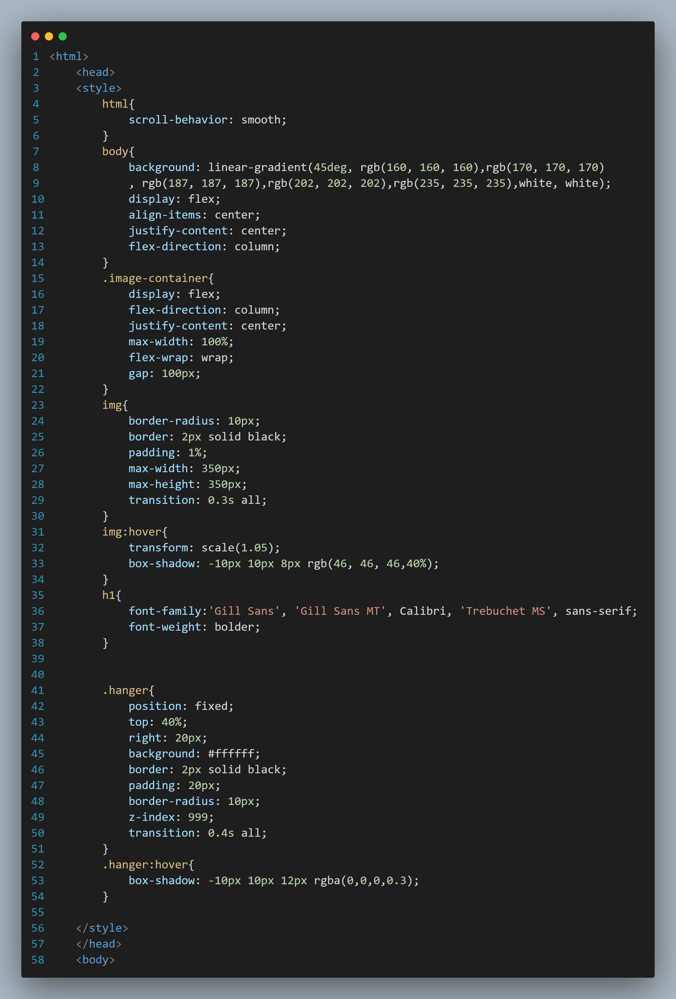 1 <html>
2     <head>
3     <style>
4         html{
5             scroll-behavior: smooth;
6         }
7         body{
8             background: linear-gradient(45deg, rgb(160, 160, 160),rgb(170, 170, 170)
9             , rgb(187, 187, 187),rgb(202, 202, 202),rgb(235, 235, 235),white, white);
10             display: flex;
11             align-items: center;
12             justify-content: center;
13             flex-direction: column;
14         }
15         .image-container{
16             display: flex;
17             flex-direction: column;
18             justify-content: center;
19             max-width: 100%;
20             flex-wrap: wrap;
21             gap: 100px;
22         }
23         img{
24             border-radius: 10px;
25             border: 2px solid black;
26             padding: 1%;
27             max-width: 350px;
28             max-height: 350px;
29             transition: 0.3s all;
30         }
31         img:hover{
32             transform: scale(1.05);
33             box-shadow: -10px 10px 8px rgb(46, 46, 46,40%);
34         }
35         h1{
36             font-family:'Gill Sans', 'Gill Sans MT', Calibri, 'Trebuchet MS', sans-serif;
37             font-weight: bolder;
38         }
39
40
41         .hanger{
42             position: fixed;
43             top: 40%;
44             right: 20px;
45             background: #ffffff;
46             border: 2px solid black;
47             padding: 20px;
48             border-radius: 10px;
49             z-index: 999;
50             transition: 0.4s all;
51         }
52         .hanger:hover{
53             box-shadow: -10px 10px 12px rgba(0,0,0,0.3);
54         }
55
56     </style>
57     </head>
58     <body>